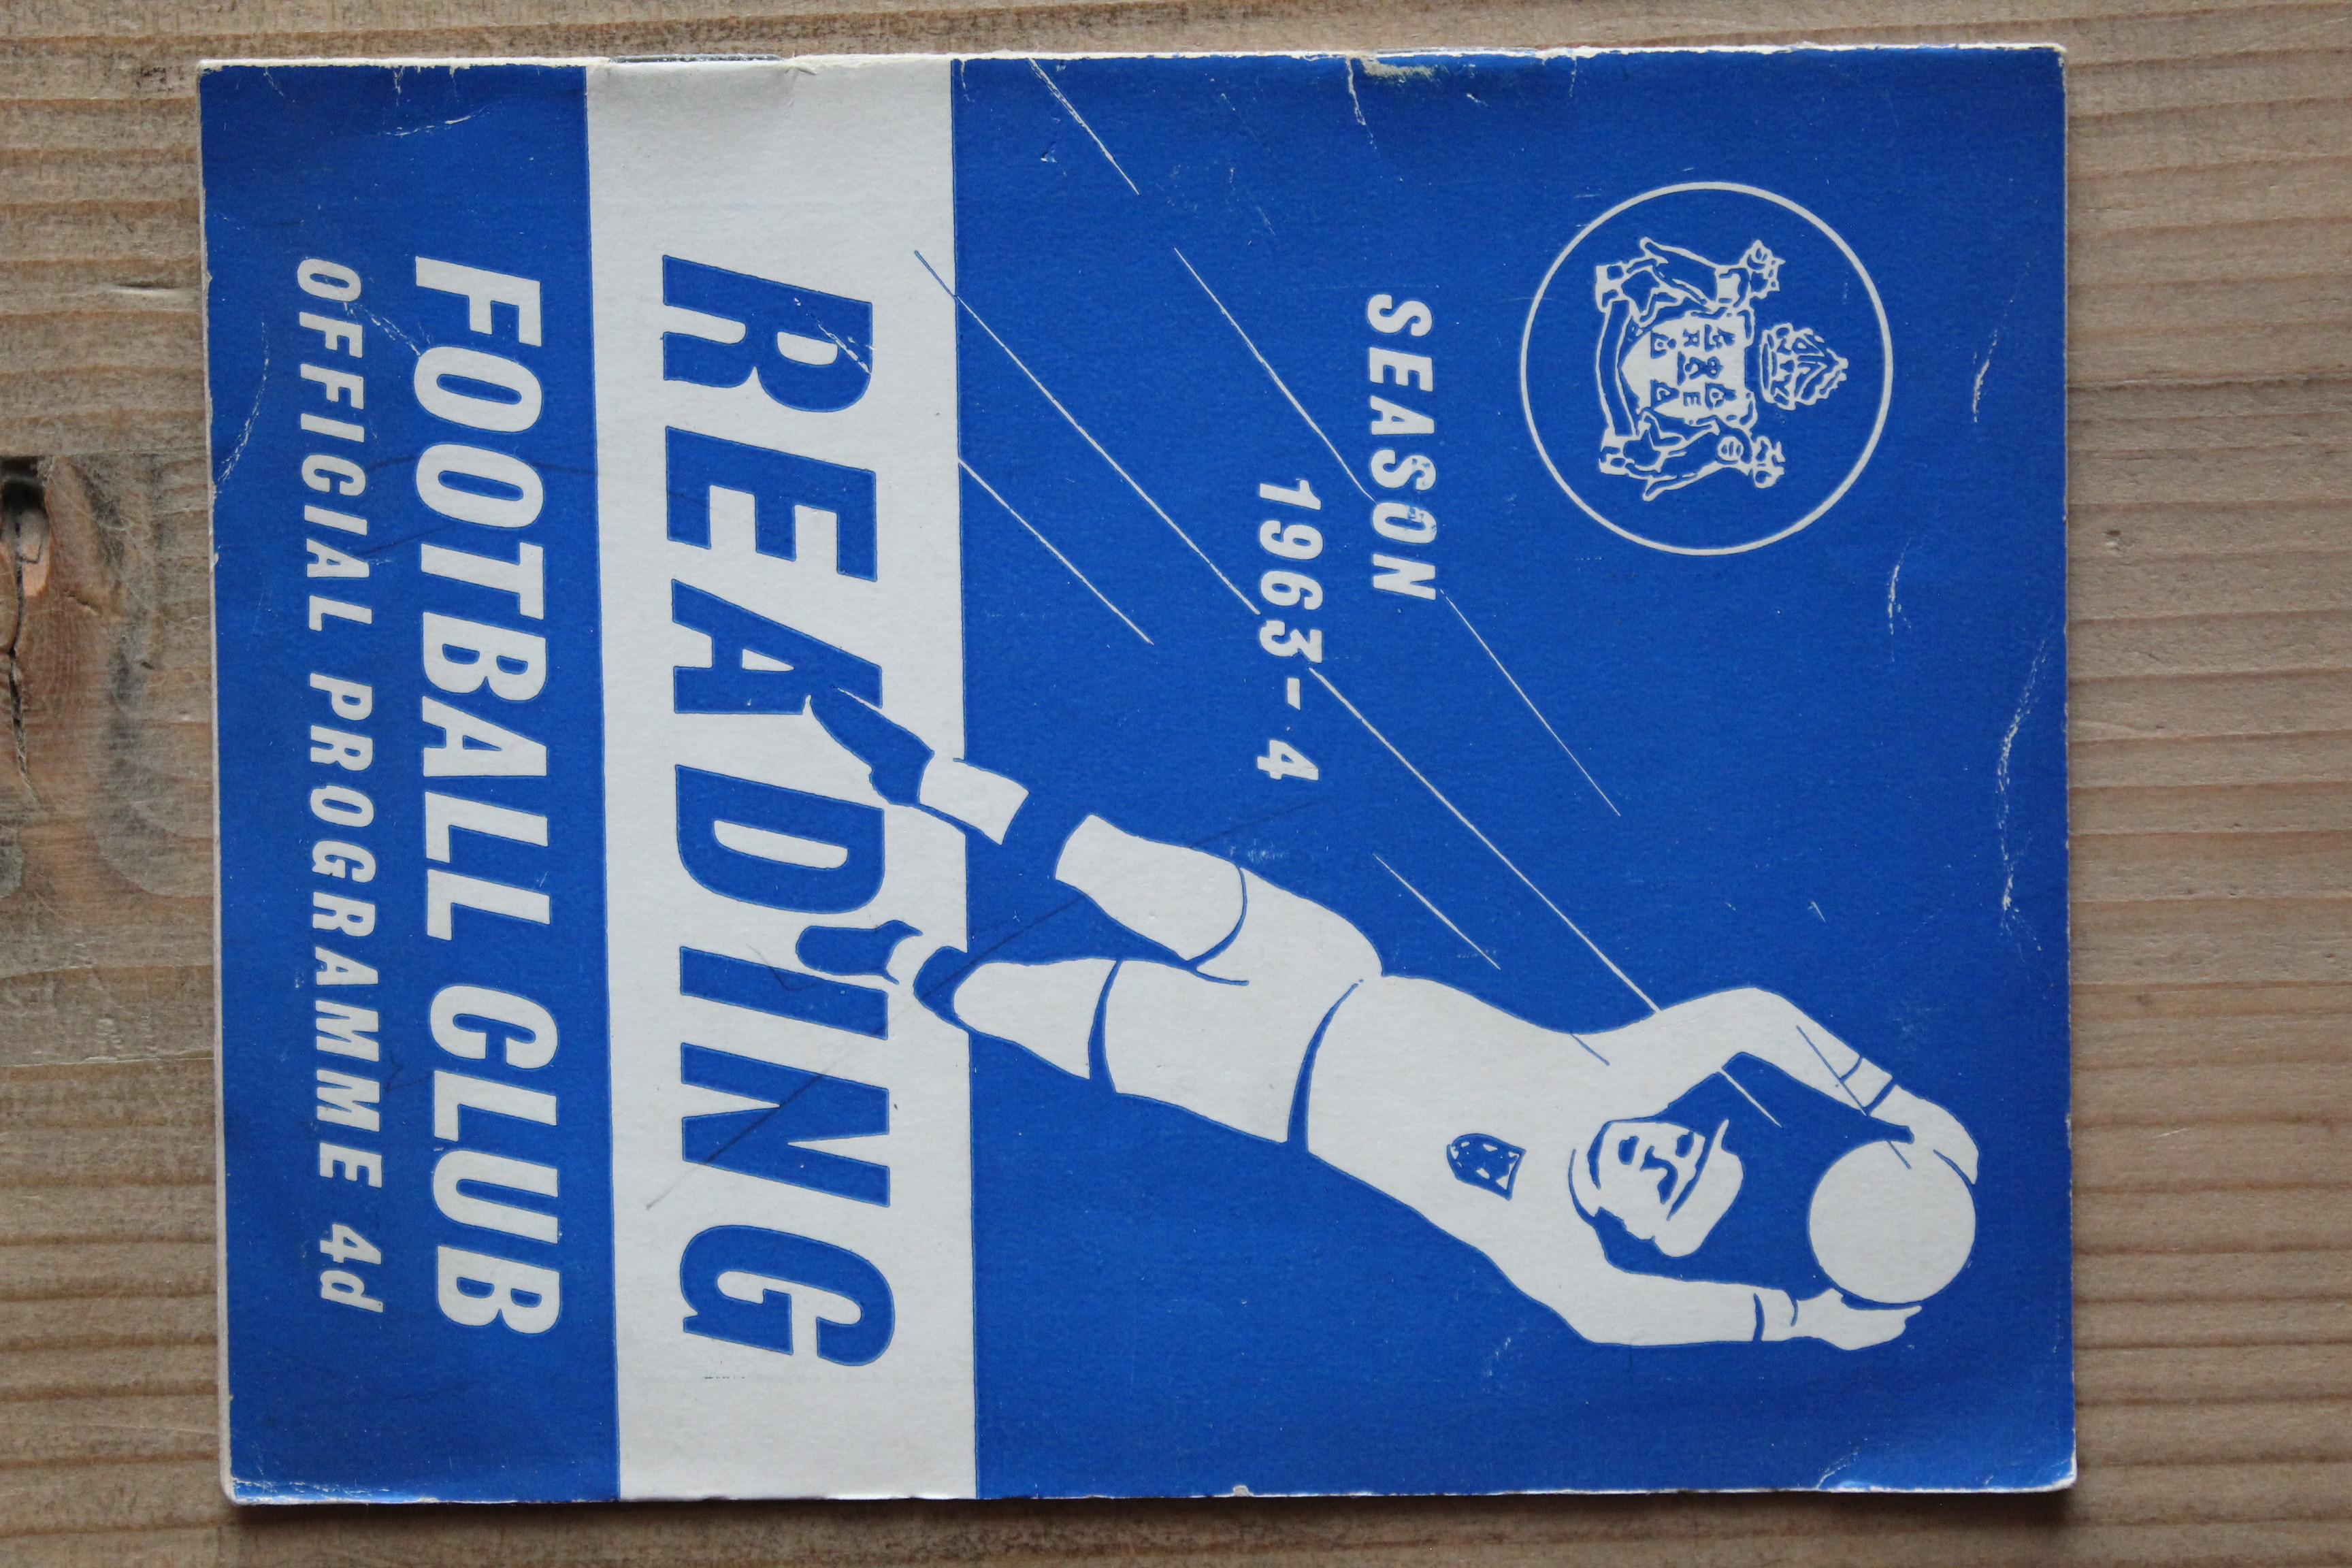 SEASON
1963-4
READING
FOOTBALL CLUB
OFFICIAL PROGRAMME 4d